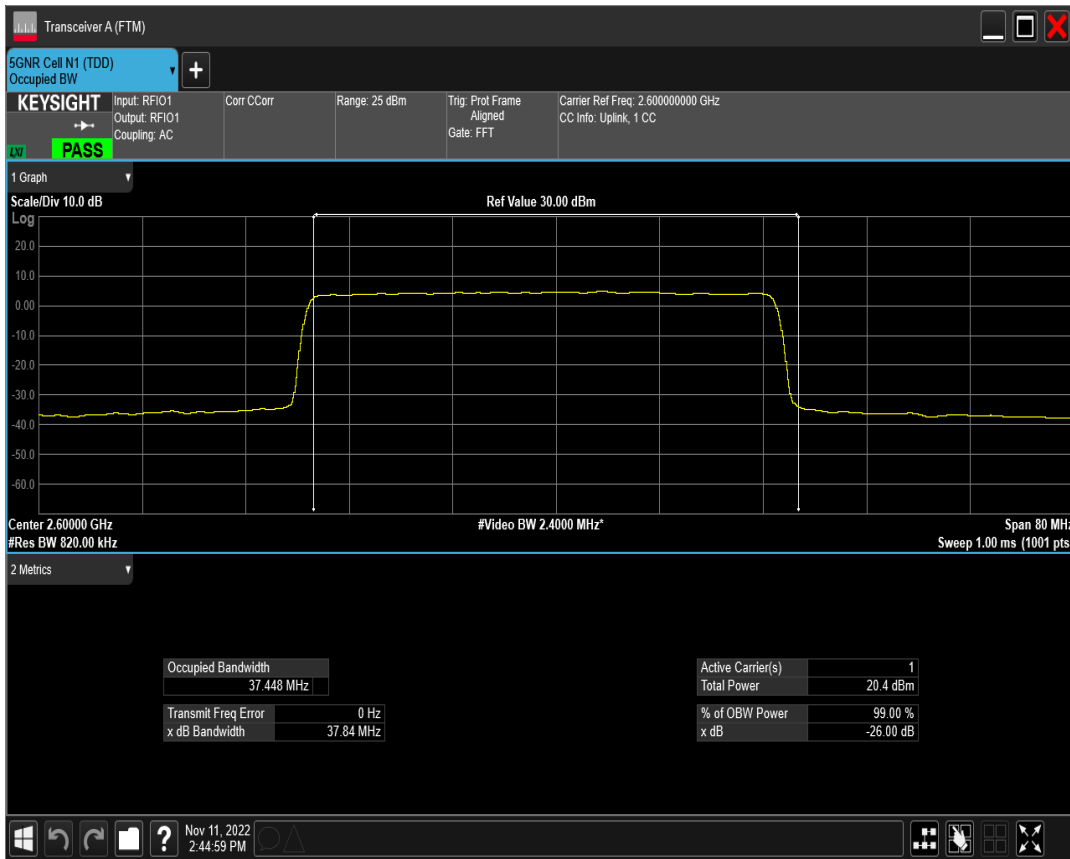 Transceiver A (FTM)
5GNR Cell N1 (TDD)
Occupied BW
+
KEYSIGHT
LXI
PASS
Input: RFIO1
Output: RFIO1
Coupling: AC
Corr CCorr
Range: 25 dBm
Trig: Prot Frame
Aligned
Gate: FFT
Carrier Ref Freq: 2.600000000 GHz
CC Info: Uplink, 1 CC
1 Graph
Scale/Div 10.0 dB
Ref Value 30.00 dBm
Log
20.0
10.0
0.00
-10.0
-20.0
-30.0
-40.0
-50.0
-60.0
Center 2.60000 GHz
#Video BW 2.4000 MHz*
Span 80 MHz
#Res BW 820.00 kHz
Sweep 1.00 ms (1001 pts
2 Metrics
Occupied Bandwidth
37.448 MHz
Transmit Freq Error 0 Hz
x dB Bandwidth 37.84 MHz
Active Carrier(s) 1
Total Power 20.4 dBm
% of OBW Power 99.00 %
x dB -26.00 dB
?
Nov 11, 2022
2:44:59 PM